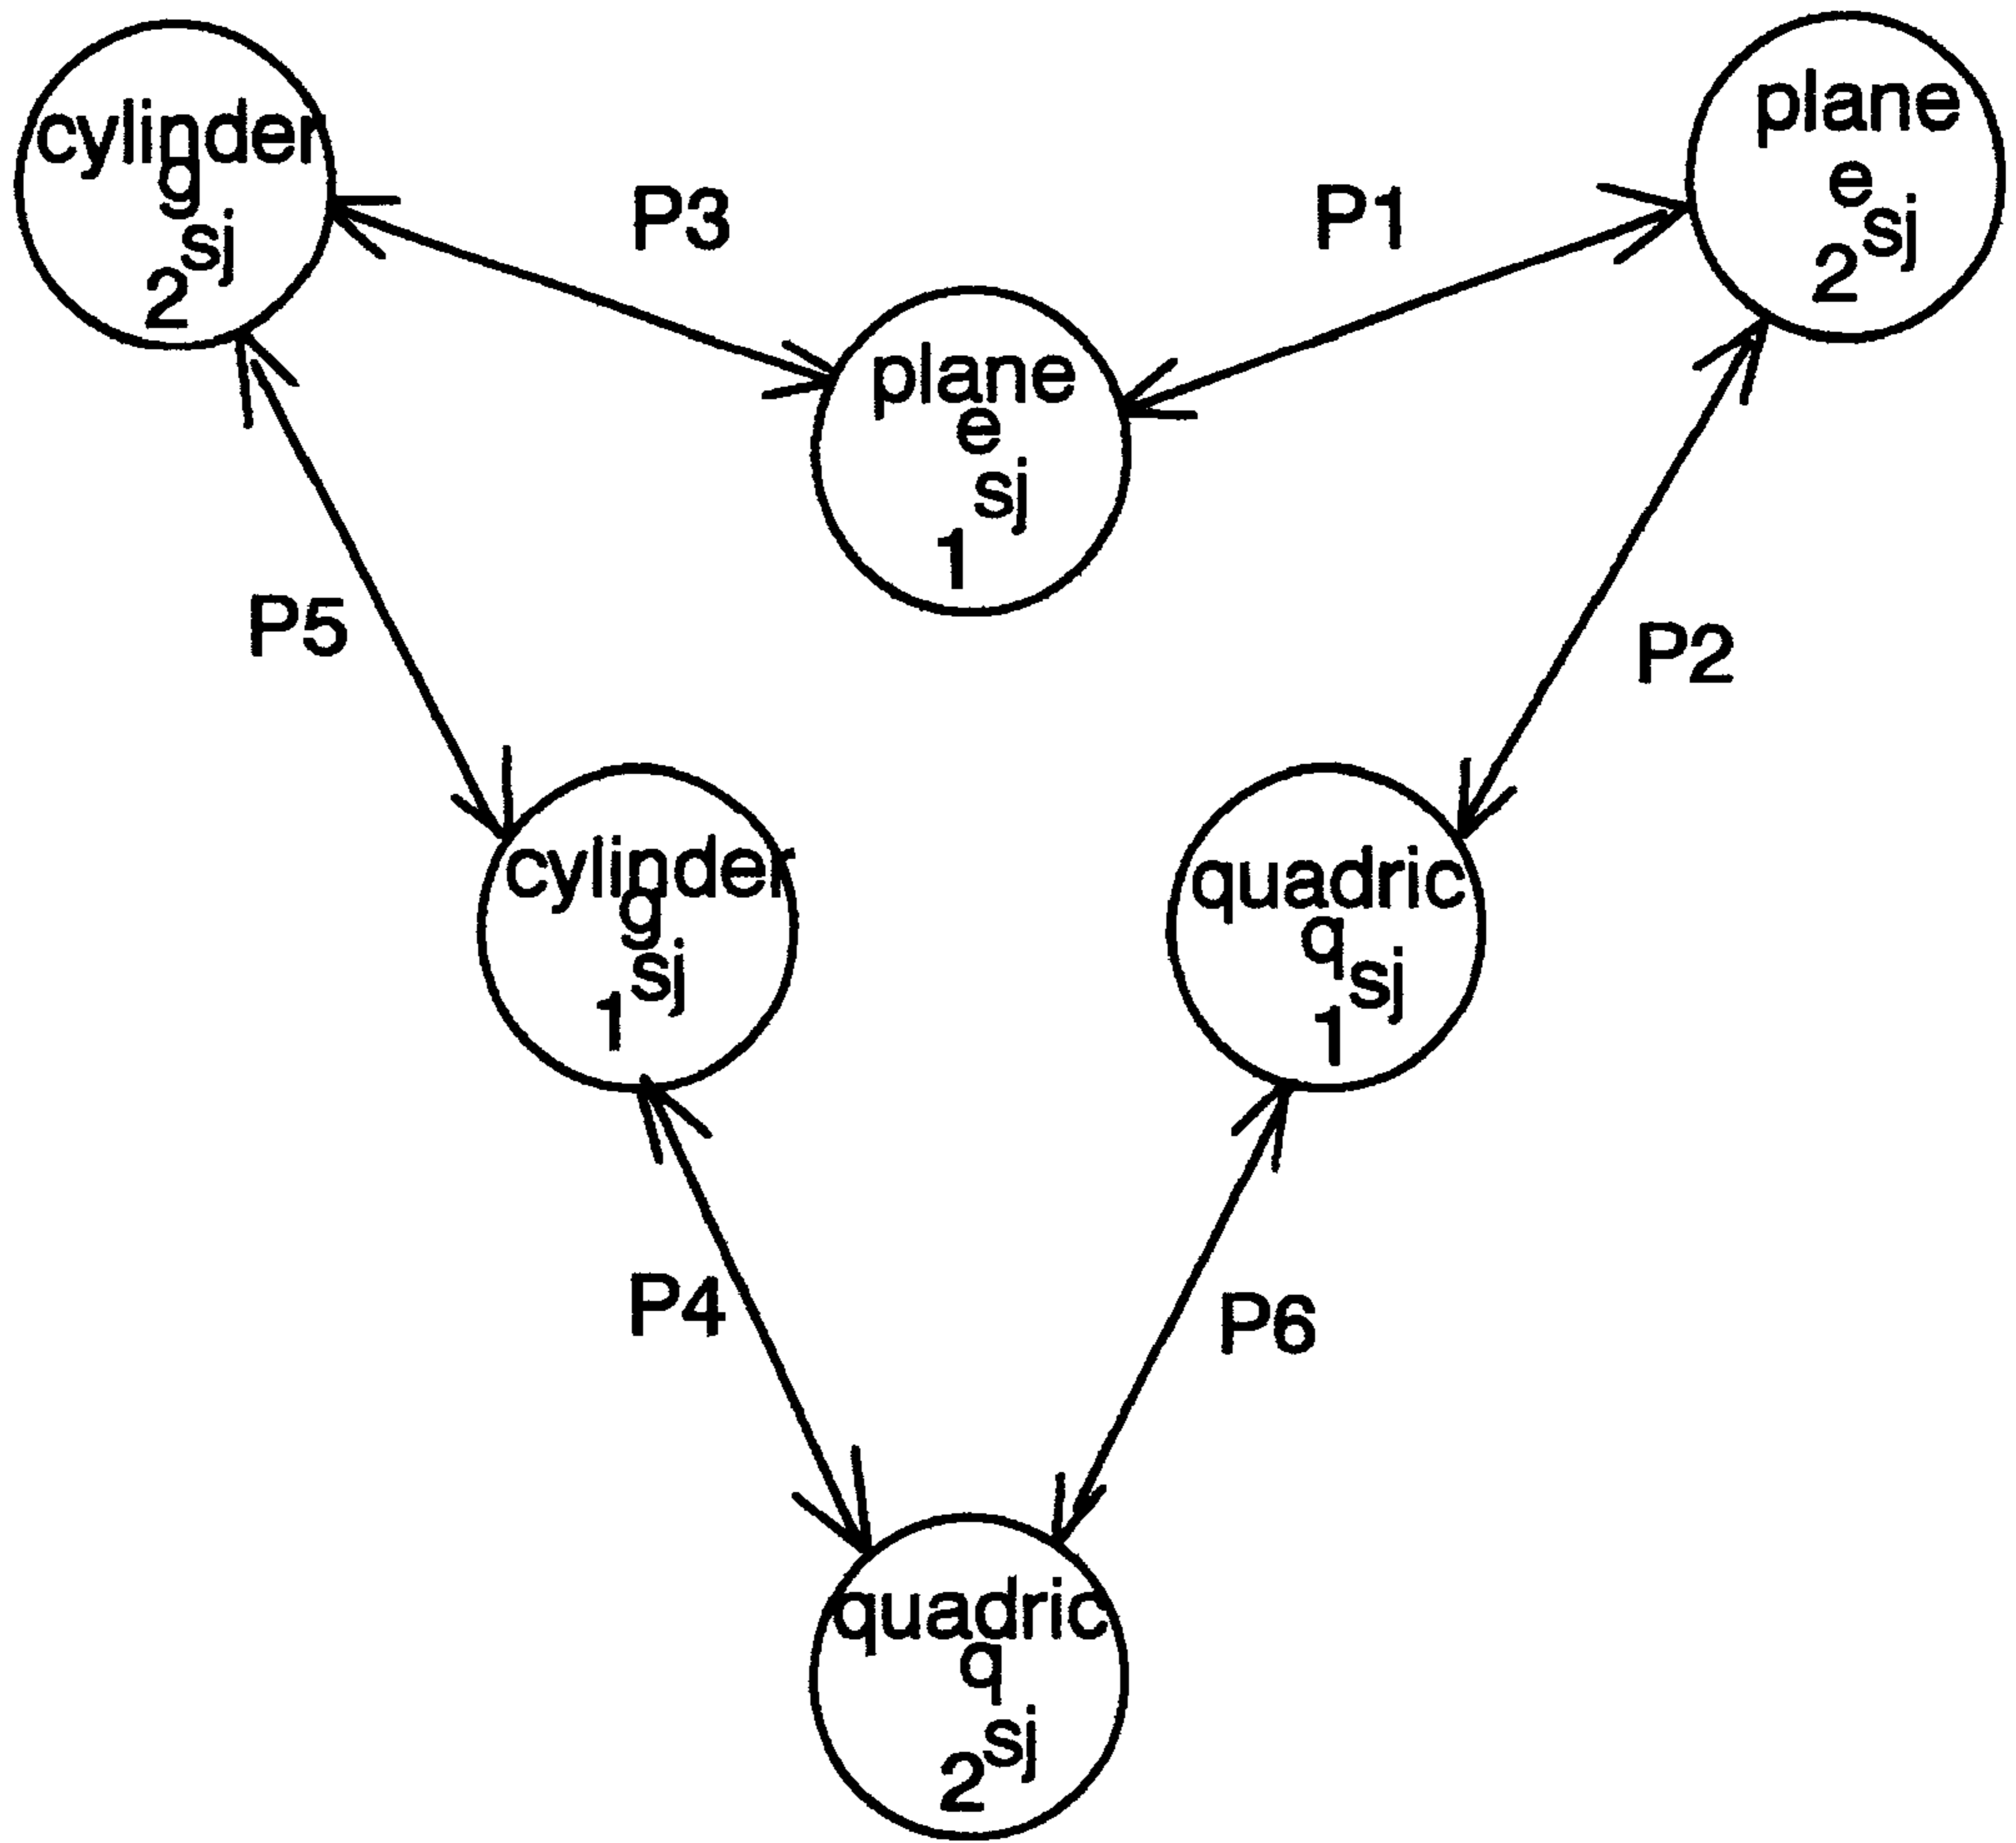 cylinder
g
sj
2
P3
P1
plane
e
sj
2
plane
e
sj
1
P5
P2
cylinder
g
sj
1
quadric
q
sj
1
P4
P6
quadric
q
sj
2